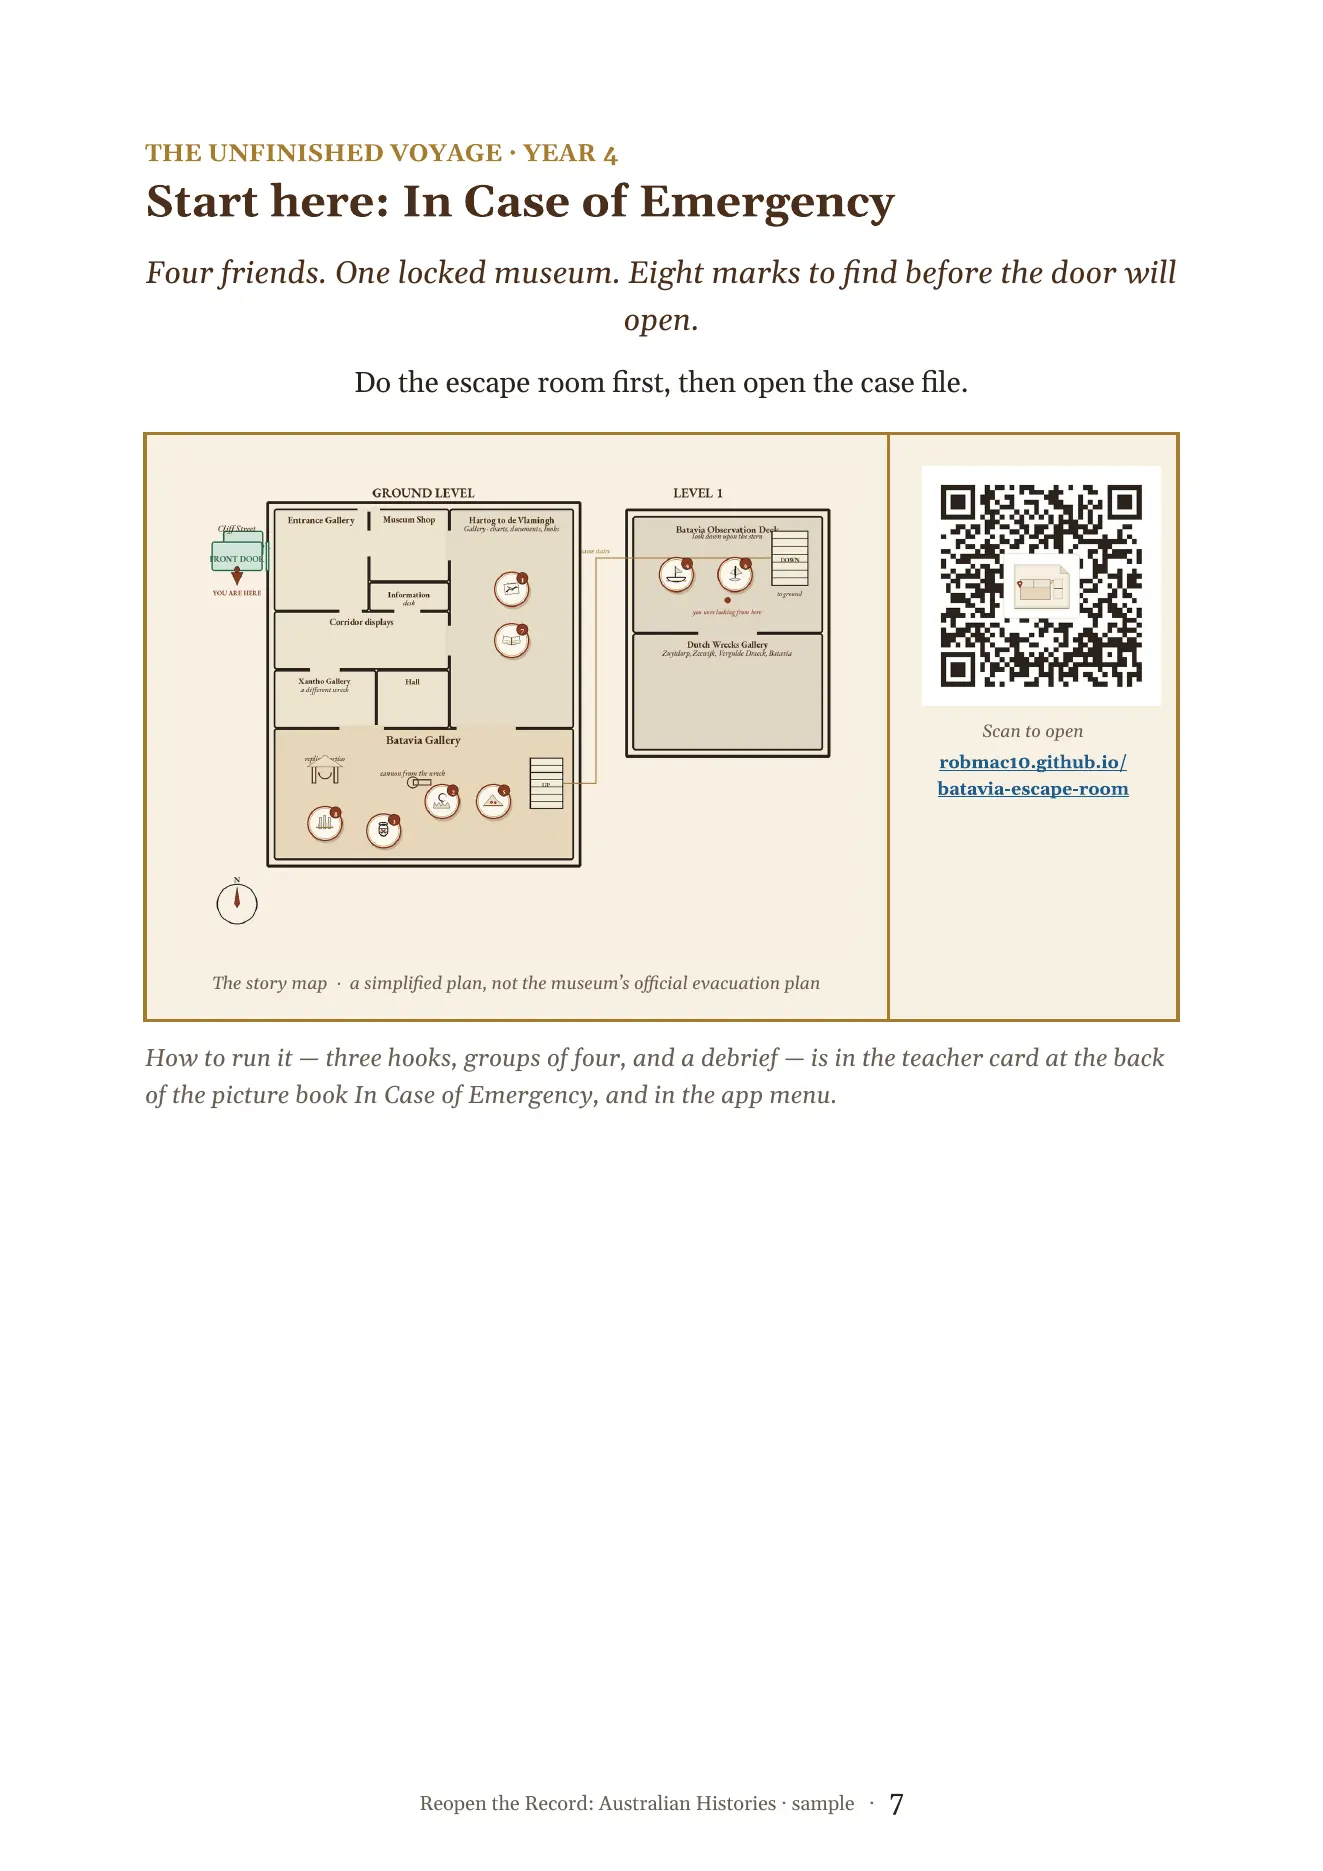 THE UNFINISHED VOYAGE · YEAR 4
Start here: In Case of Emergency
Four friends. One locked museum. Eight marks to find before the door will
open.
Do the escape room first, then open the case file.
GROUND LEVEL
LEVEL 1
Cliff Street
FRONT DOOR
YOU ARE HERE
Entrance Gallery
Museum Shop
Hartog to de Vlamingh
Gallery · charts, documents, books
Information
desk
Corridor displays
Xantho Gallery
a different wreck
Hall
Batavia Gallery
cannon from the wreck
UP
same stairs
Batavia Observation Deck
look down upon the stern
DOWN
to ground
you were looking from here
Dutch Wrecks Gallery
Zuytdorp, Zeewijk, Vergulde Draeck, Batavia
N
The story map · a simplified plan, not the museum’s official evacuation plan
Scan to open
robmac10.github.io/
batavia-escape-room
How to run it — three hooks, groups of four, and a debrief — is in the teacher card at the back
of the picture book In Case of Emergency, and in the app menu.
Reopen the Record: Australian Histories · sample · 7